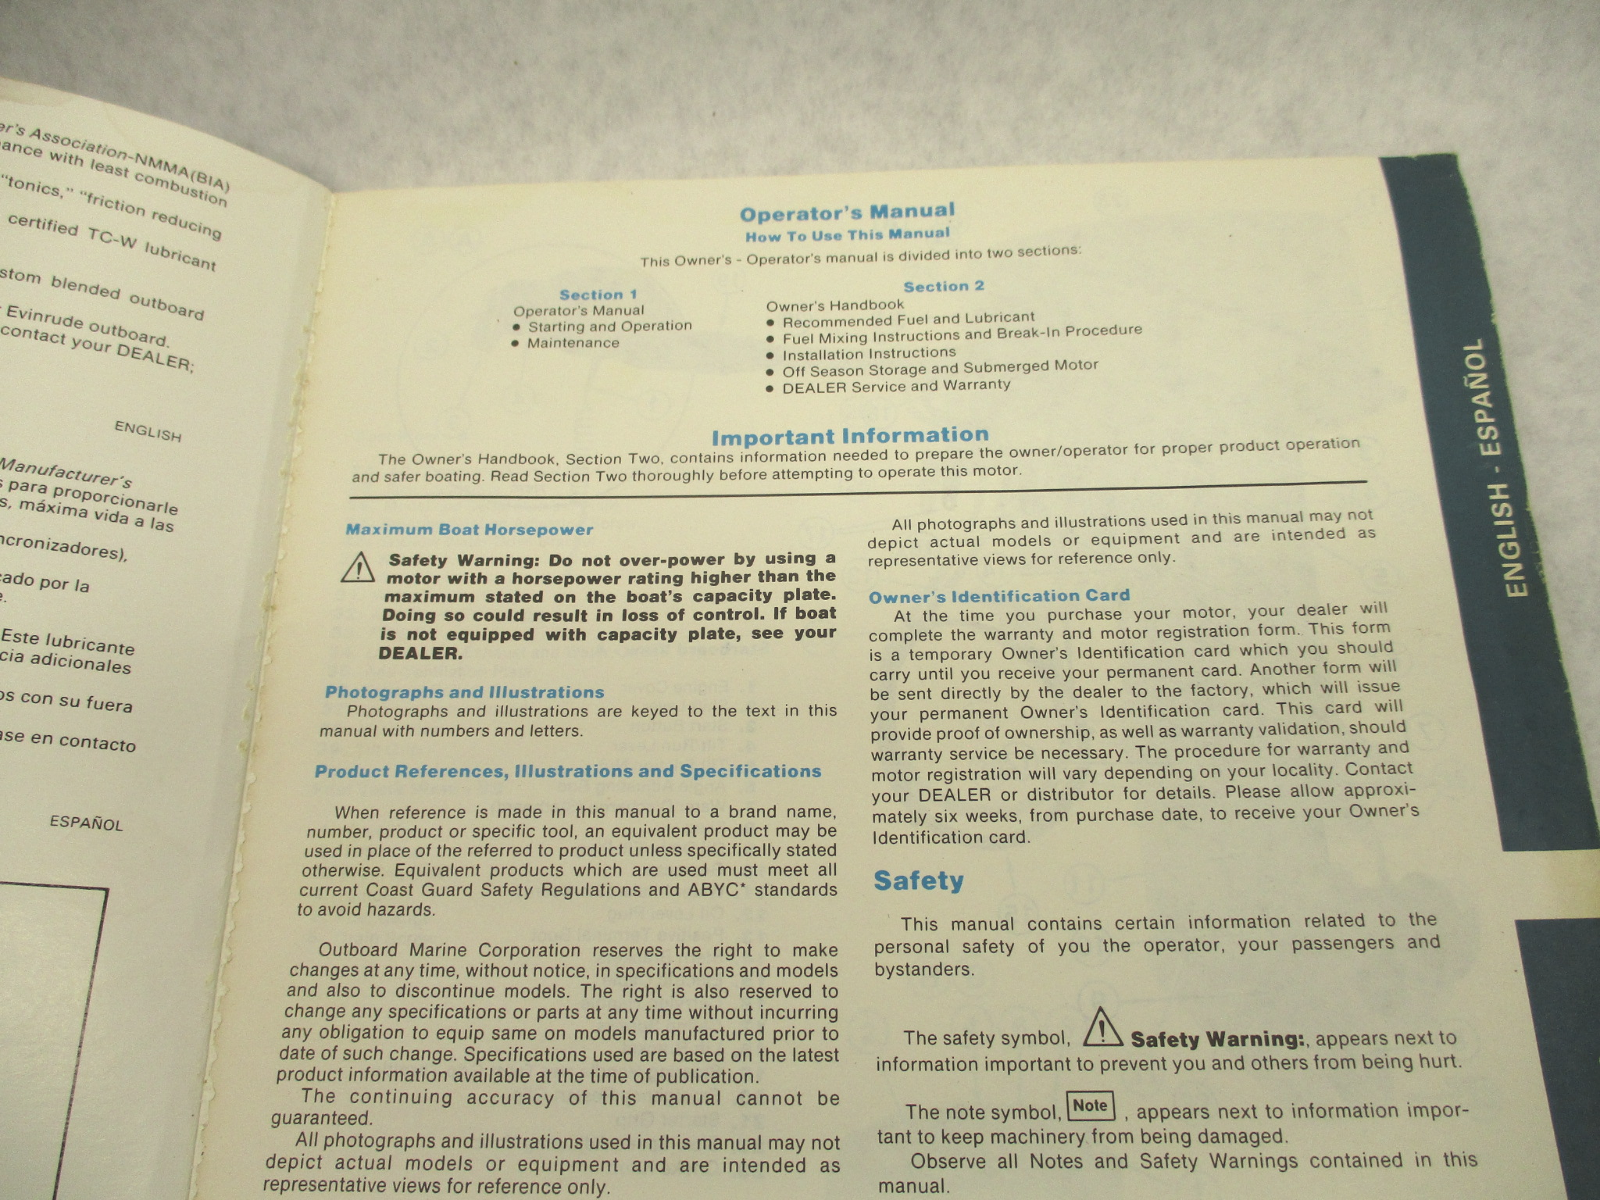 er's Association-NMMA(BIA)
ance with least combustion
"tonics," "friction reducing
certified TC-W lubricant
stom blended outboard
Evinrude outboard.
contact your DEALER;
ENGLISH
Manufacturer's
s para proporcionarle
s, máxima vida a las
ncronizadores),
cado por la
e.
Este lubricante
cia adicionales
os con su fuera
ase en contacto
ESPAÑOL
Operator's Manual
How To Use This Manual
This Owner's - Operator's manual is divided into two sections:
Section 1
Operator's Manual
● Starting and Operation
● Maintenance
Section 2
Owner's Handbook
● Recommended Fuel and Lubricant
● Fuel Mixing Instructions and Break-In Procedure
● Installation Instructions
● Off Season Storage and Submerged Motor
● DEALER Service and Warranty
Important Information
The Owner's Handbook, Section Two, contains information needed to prepare the owner/operator for proper product operation
and safer boating. Read Section Two thoroughly before attempting to operate this motor.
Maximum Boat Horsepower
Safety Warning: Do not over-power by using a
motor with a horsepower rating higher than the
maximum stated on the boat's capacity plate.
Doing so could result in loss of control. If boat
is not equipped with capacity plate, see your
DEALER.
Photographs and Illustrations
Photographs and illustrations are keyed to the text in this
manual with numbers and letters.
Product References, Illustrations and Specifications
When reference is made in this manual to a brand name,
number, product or specific tool, an equivalent product may be
used in place of the referred to product unless specifically stated
otherwise. Equivalent products which are used must meet all
current Coast Guard Safety Regulations and ABYC* standards
to avoid hazards.
Outboard Marine Corporation reserves the right to make
changes at any time, without notice, in specifications and models
and also to discontinue models. The right is also reserved to
change any specifications or parts at any time without incurring
any obligation to equip same on models manufactured prior to
date of such change. Specifications used are based on the latest
product information available at the time of publication.
The continuing accuracy of this manual cannot be
guaranteed.
All photographs and illustrations used in this manual may not
depict actual models or equipment and are intended as
representative views for reference only.
All photographs and illustrations used in this manual may not
depict actual models or equipment and are intended as
representative views for reference only.
Owner's Identification Card
At the time you purchase your motor, your dealer will
complete the warranty and motor registration form. This form
is a temporary Owner's Identification card which you should
carry until you receive your permanent card. Another form will
be sent directly by the dealer to the factory, which will issue
your permanent Owner's Identification card. This card will
provide proof of ownership, as well as warranty validation, should
warranty service be necessary. The procedure for warranty and
motor registration will vary depending on your locality. Contact
your DEALER or distributor for details. Please allow approxi-
mately six weeks, from purchase date, to receive your Owner's
Identification card.
Safety
This manual contains certain information related to the
personal safety of you the operator, your passengers and
bystanders.
The safety symbol, Safety Warning:, appears next to
information important to prevent you and others from being hurt.
The note symbol, Note , appears next to information impor-
tant to keep machinery from being damaged.
Observe all Notes and Safety Warnings contained in this
manual.
ENGLISH - ESPAÑOL